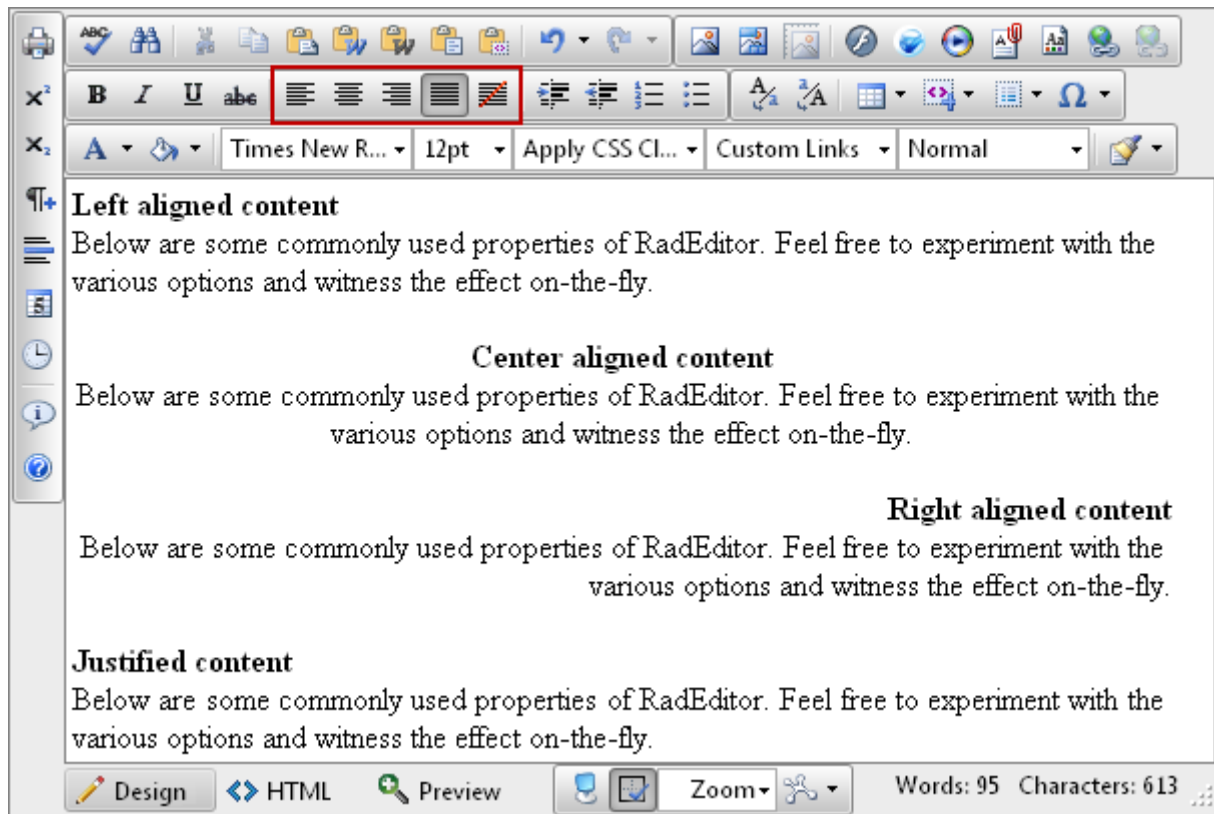 ABC
B I U abc
Times New R... 12pt Apply CSS Cl... Custom Links Normal
Left aligned content
Below are some commonly used properties of RadEditor. Feel free to experiment with the
various options and witness the effect on-the-fly.
Center aligned content
Below are some commonly used properties of RadEditor. Feel free to experiment with the
various options and witness the effect on-the-fly.
Right aligned content
Below are some commonly used properties of RadEditor. Feel free to experiment with the
various options and witness the effect on-the-fly.
Justified content
Below are some commonly used properties of RadEditor. Feel free to experiment with the
various options and witness the effect on-the-fly.
Design HTML Preview Zoom Words: 95 Characters: 613